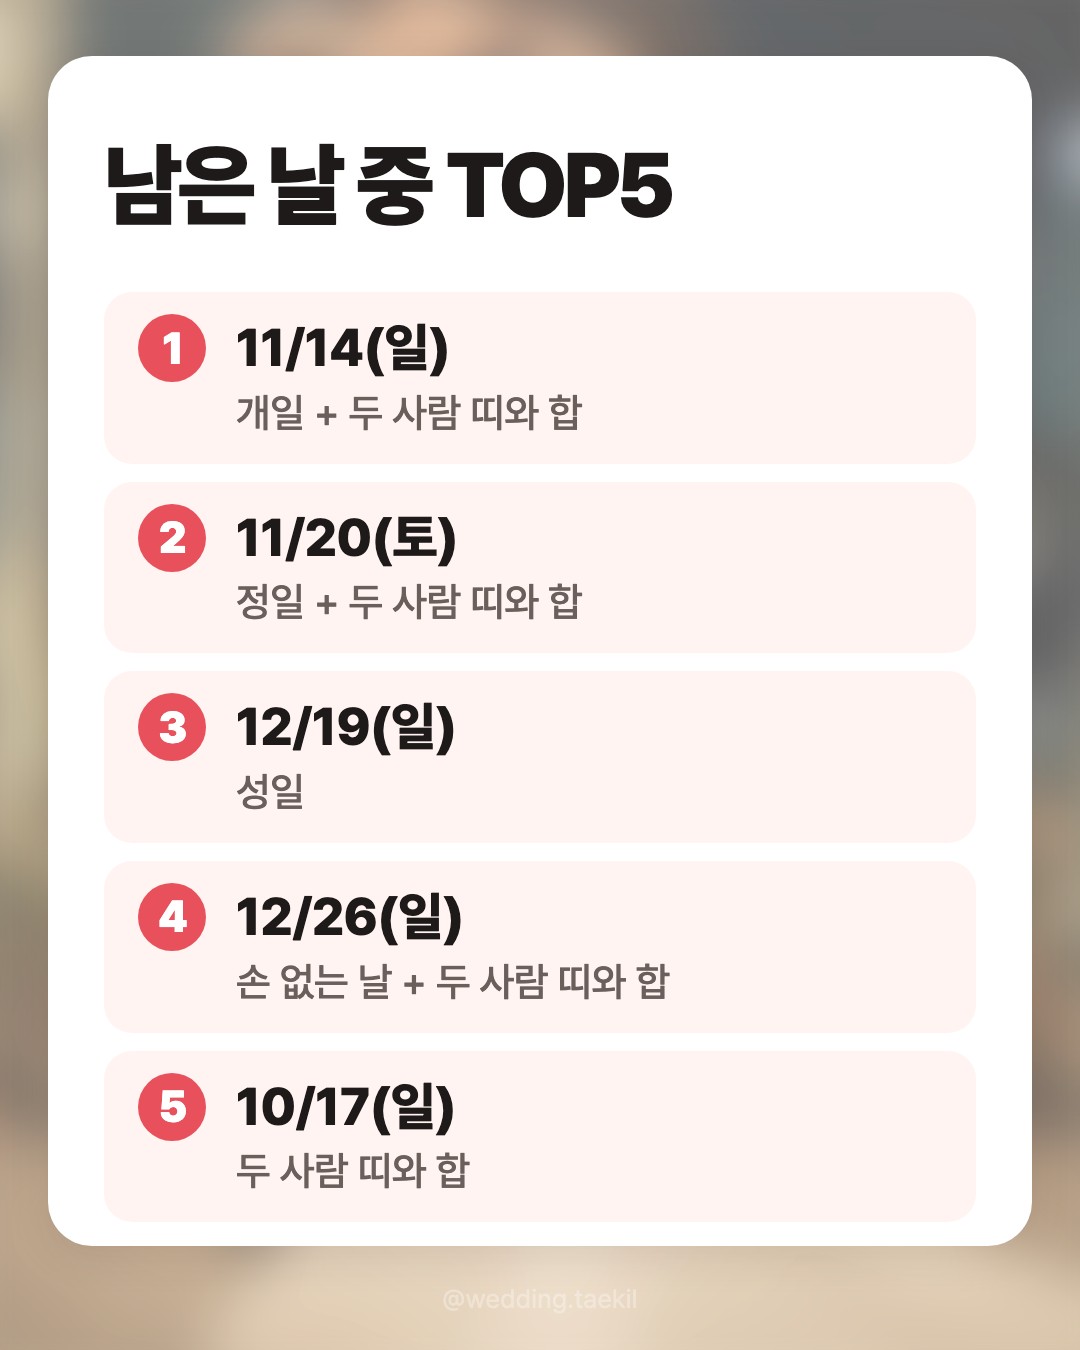 남은 날 중 TOP5
1
11/14(일)
개일 + 두 사람 띠와 합
2
11/20(토)
정일 + 두 사람 띠와 합
3
12/19(일)
성일
4
12/26(일)
손 없는 날 + 두 사람 띠와 합
5
10/17(일)
두 사람 띠와 합
@wedding.taekil